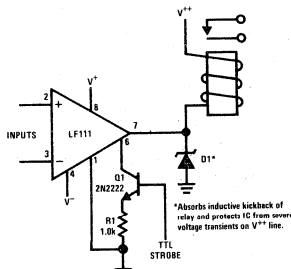 V++
V+
2
8
+
LF111
7
INPUTS
6
3
−
1
4
V−
Q1
2N2222
D1*
R1
1.0k
TTL
STROBE
*Absorbs inductive kickback of
relay and protects IC from severe
voltage transients on V++ line.